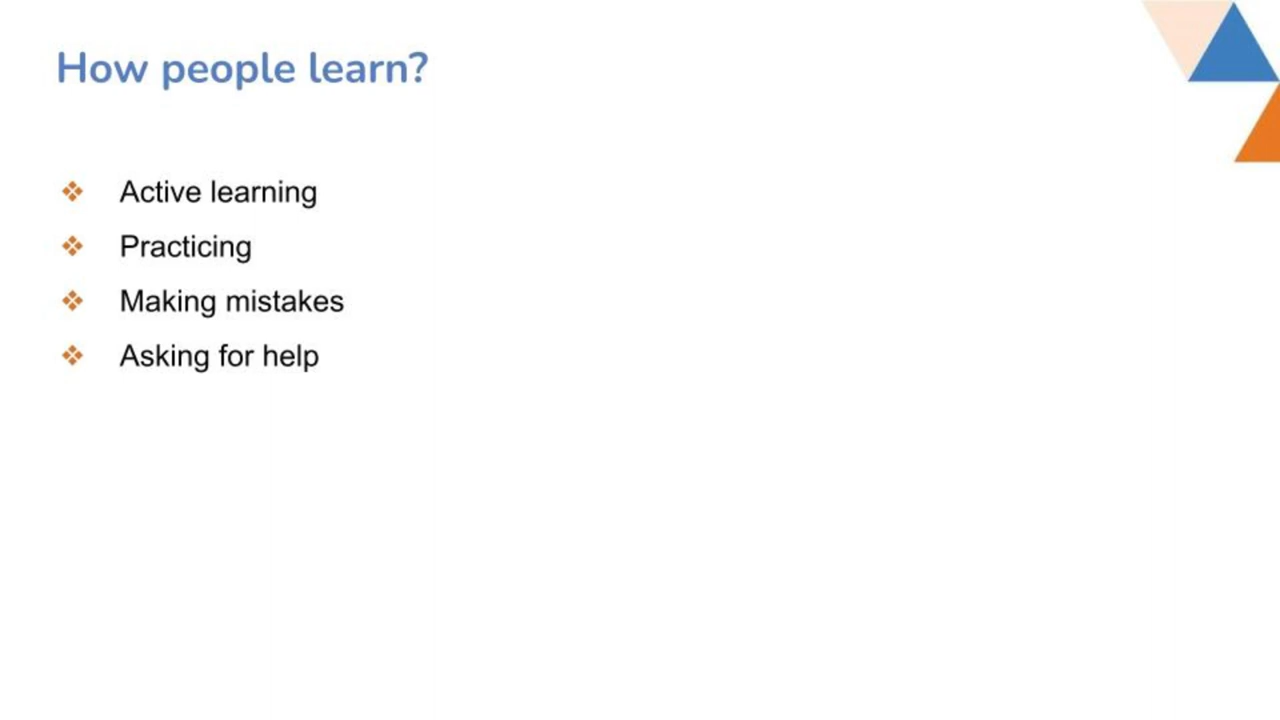 How people learn?
❖ Active learning
❖ Practicing
❖ Making mistakes
❖ Asking for help